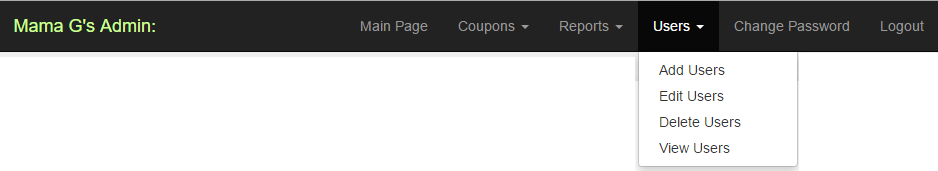 Mama G's Admin: Main Page Coupons Reports Users Change Password Logout
Add Users
Edit Users
Delete Users
View Users